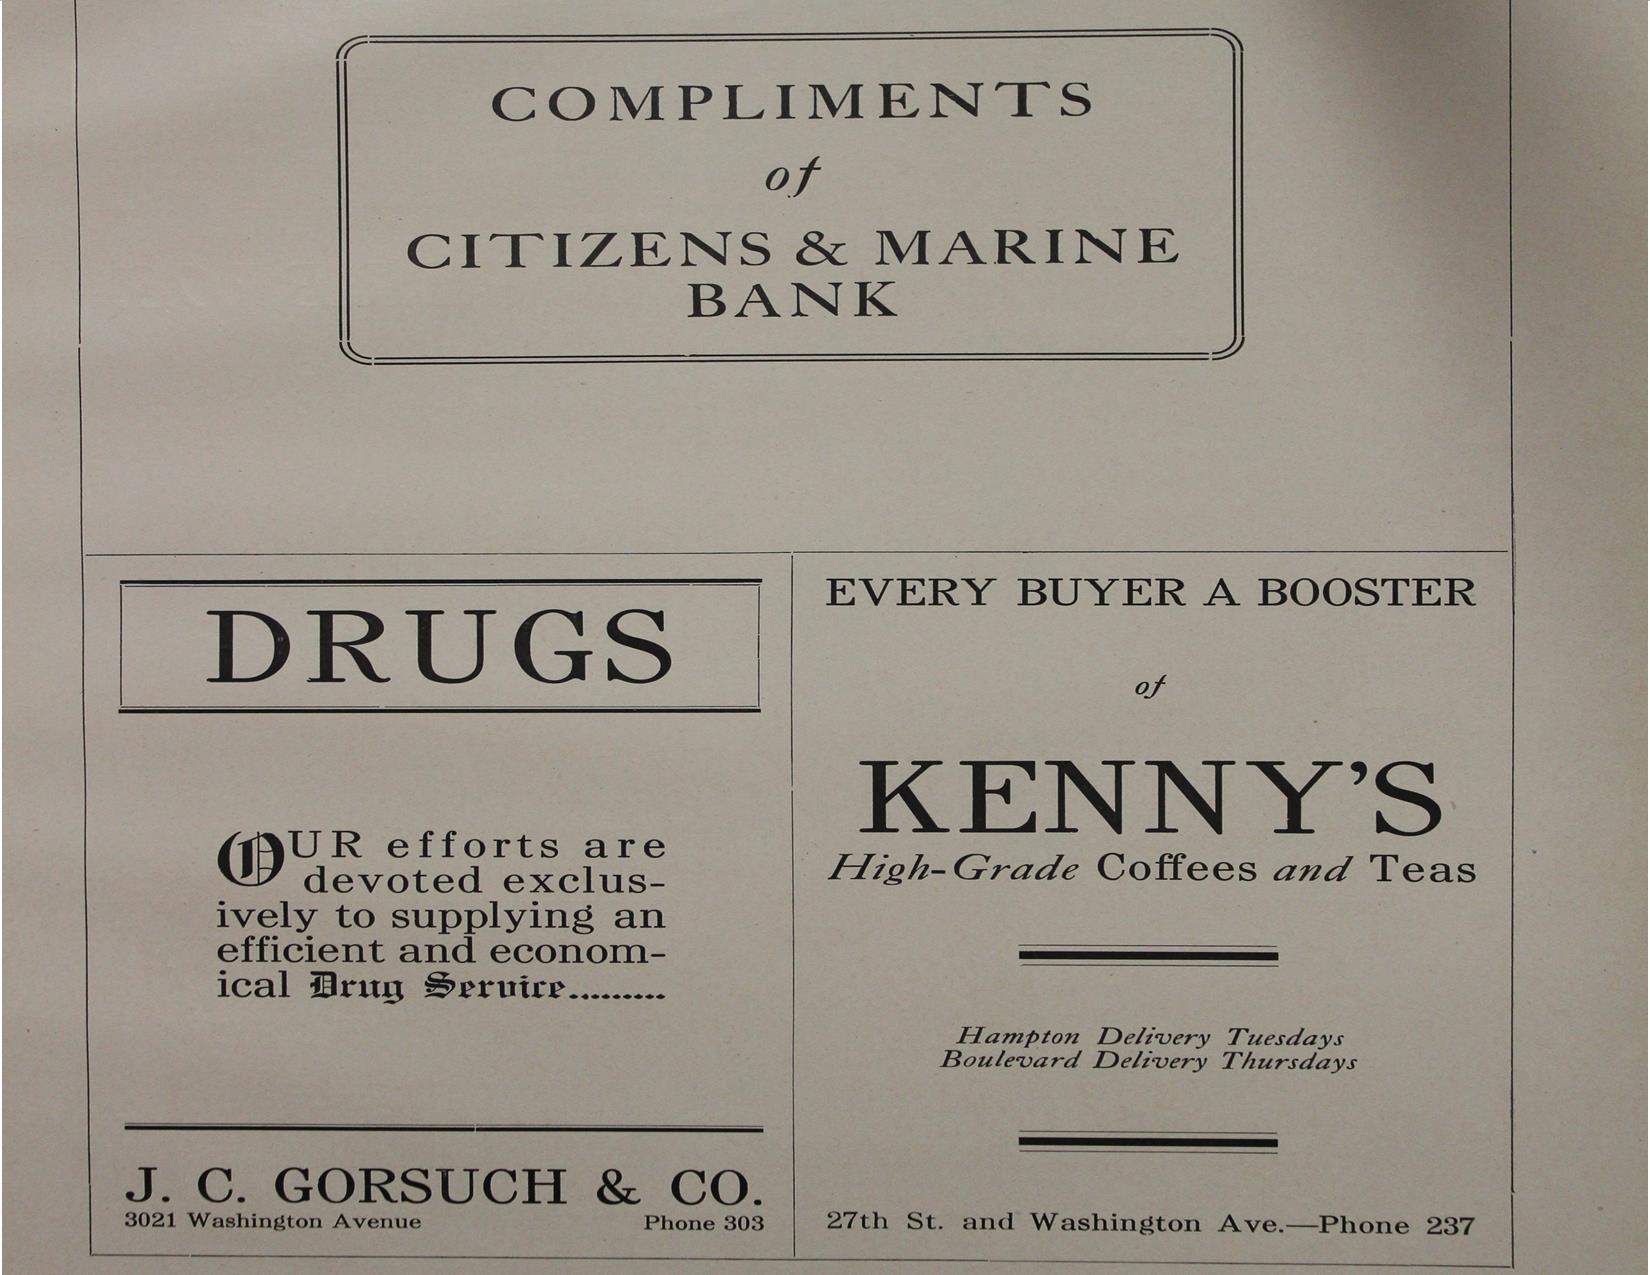 COMPLIMENTS
of
CITIZENS & MARINE
BANK
DRUGS
OUR efforts are
devoted exclus-
ively to supplying an
efficient and econom-
ical Drug Service..........
J. C. GORSUCH & CO.
3021 Washington Avenue Phone 303
EVERY BUYER A BOOSTER
of
KENNY'S
High-Grade Coffees and Teas
Hampton Delivery Tuesdays
Boulevard Delivery Thursdays
27th St. and Washington Ave.—Phone 237